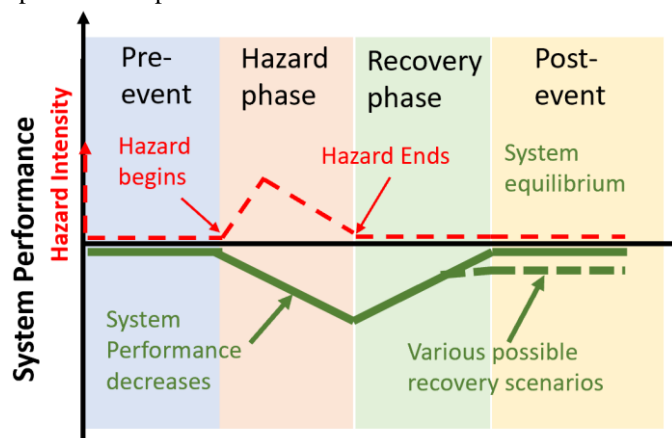 Pre-
event
Hazard
phase
Recovery
phase
Post-
event
System Performance
Hazard Intensity
Hazard
begins
Hazard Ends
System
equilibrium
System
Performance
decreases
Various possible
recovery scenarios